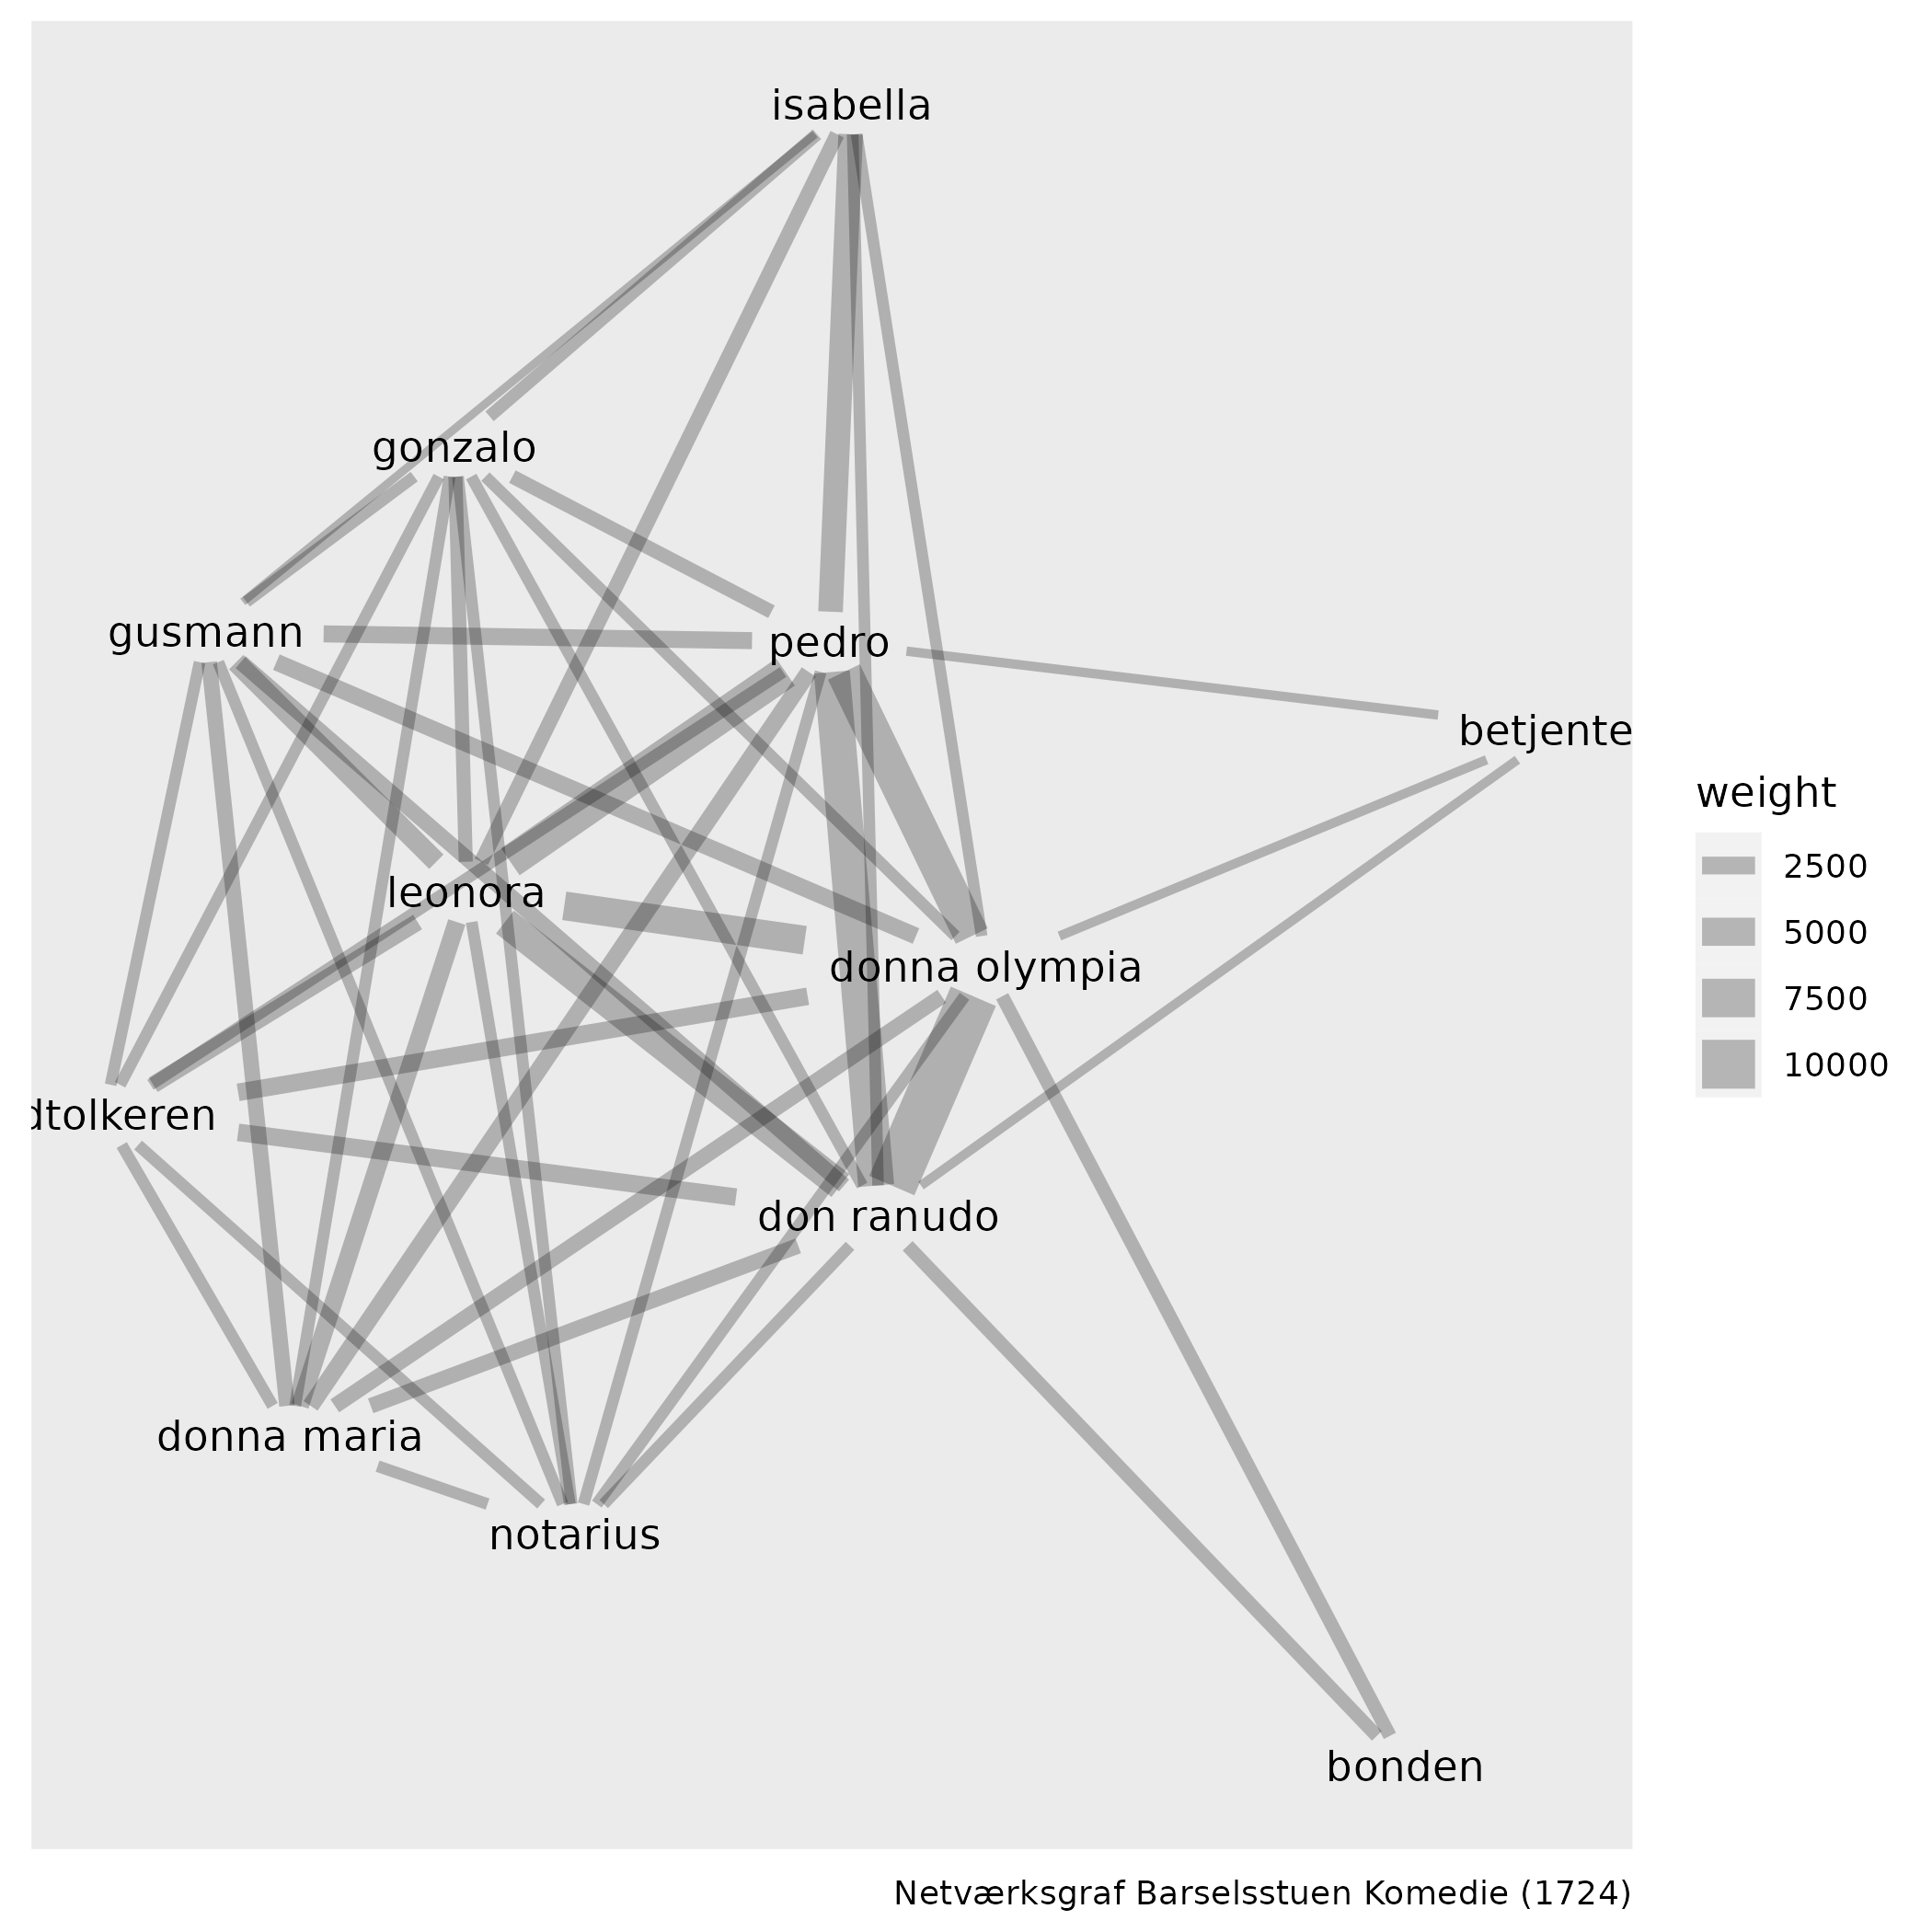 isabella
gonzalo
gusmann
pedro
betjente
leonora
donna olympia
dtolkeren
don ranudo
donna maria
notarius
bonden
weight
2500
5000
7500
10000
Netværksgraf Barselsstuen Komedie (1724)